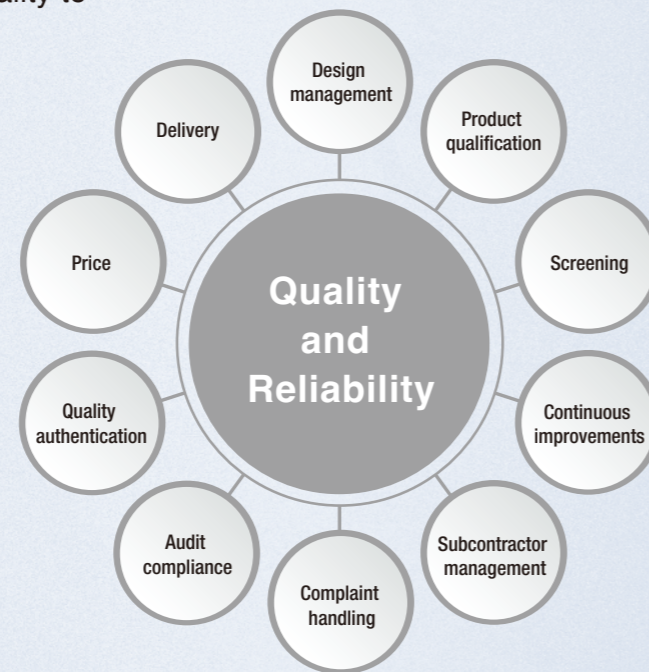 to
Design
management
Product
qualification
Screening
Continuous
improvements
Subcontractor
management
Complaint
handling
Audit
compliance
Quality
authentication
Price
Delivery
Quality
and
Reliability